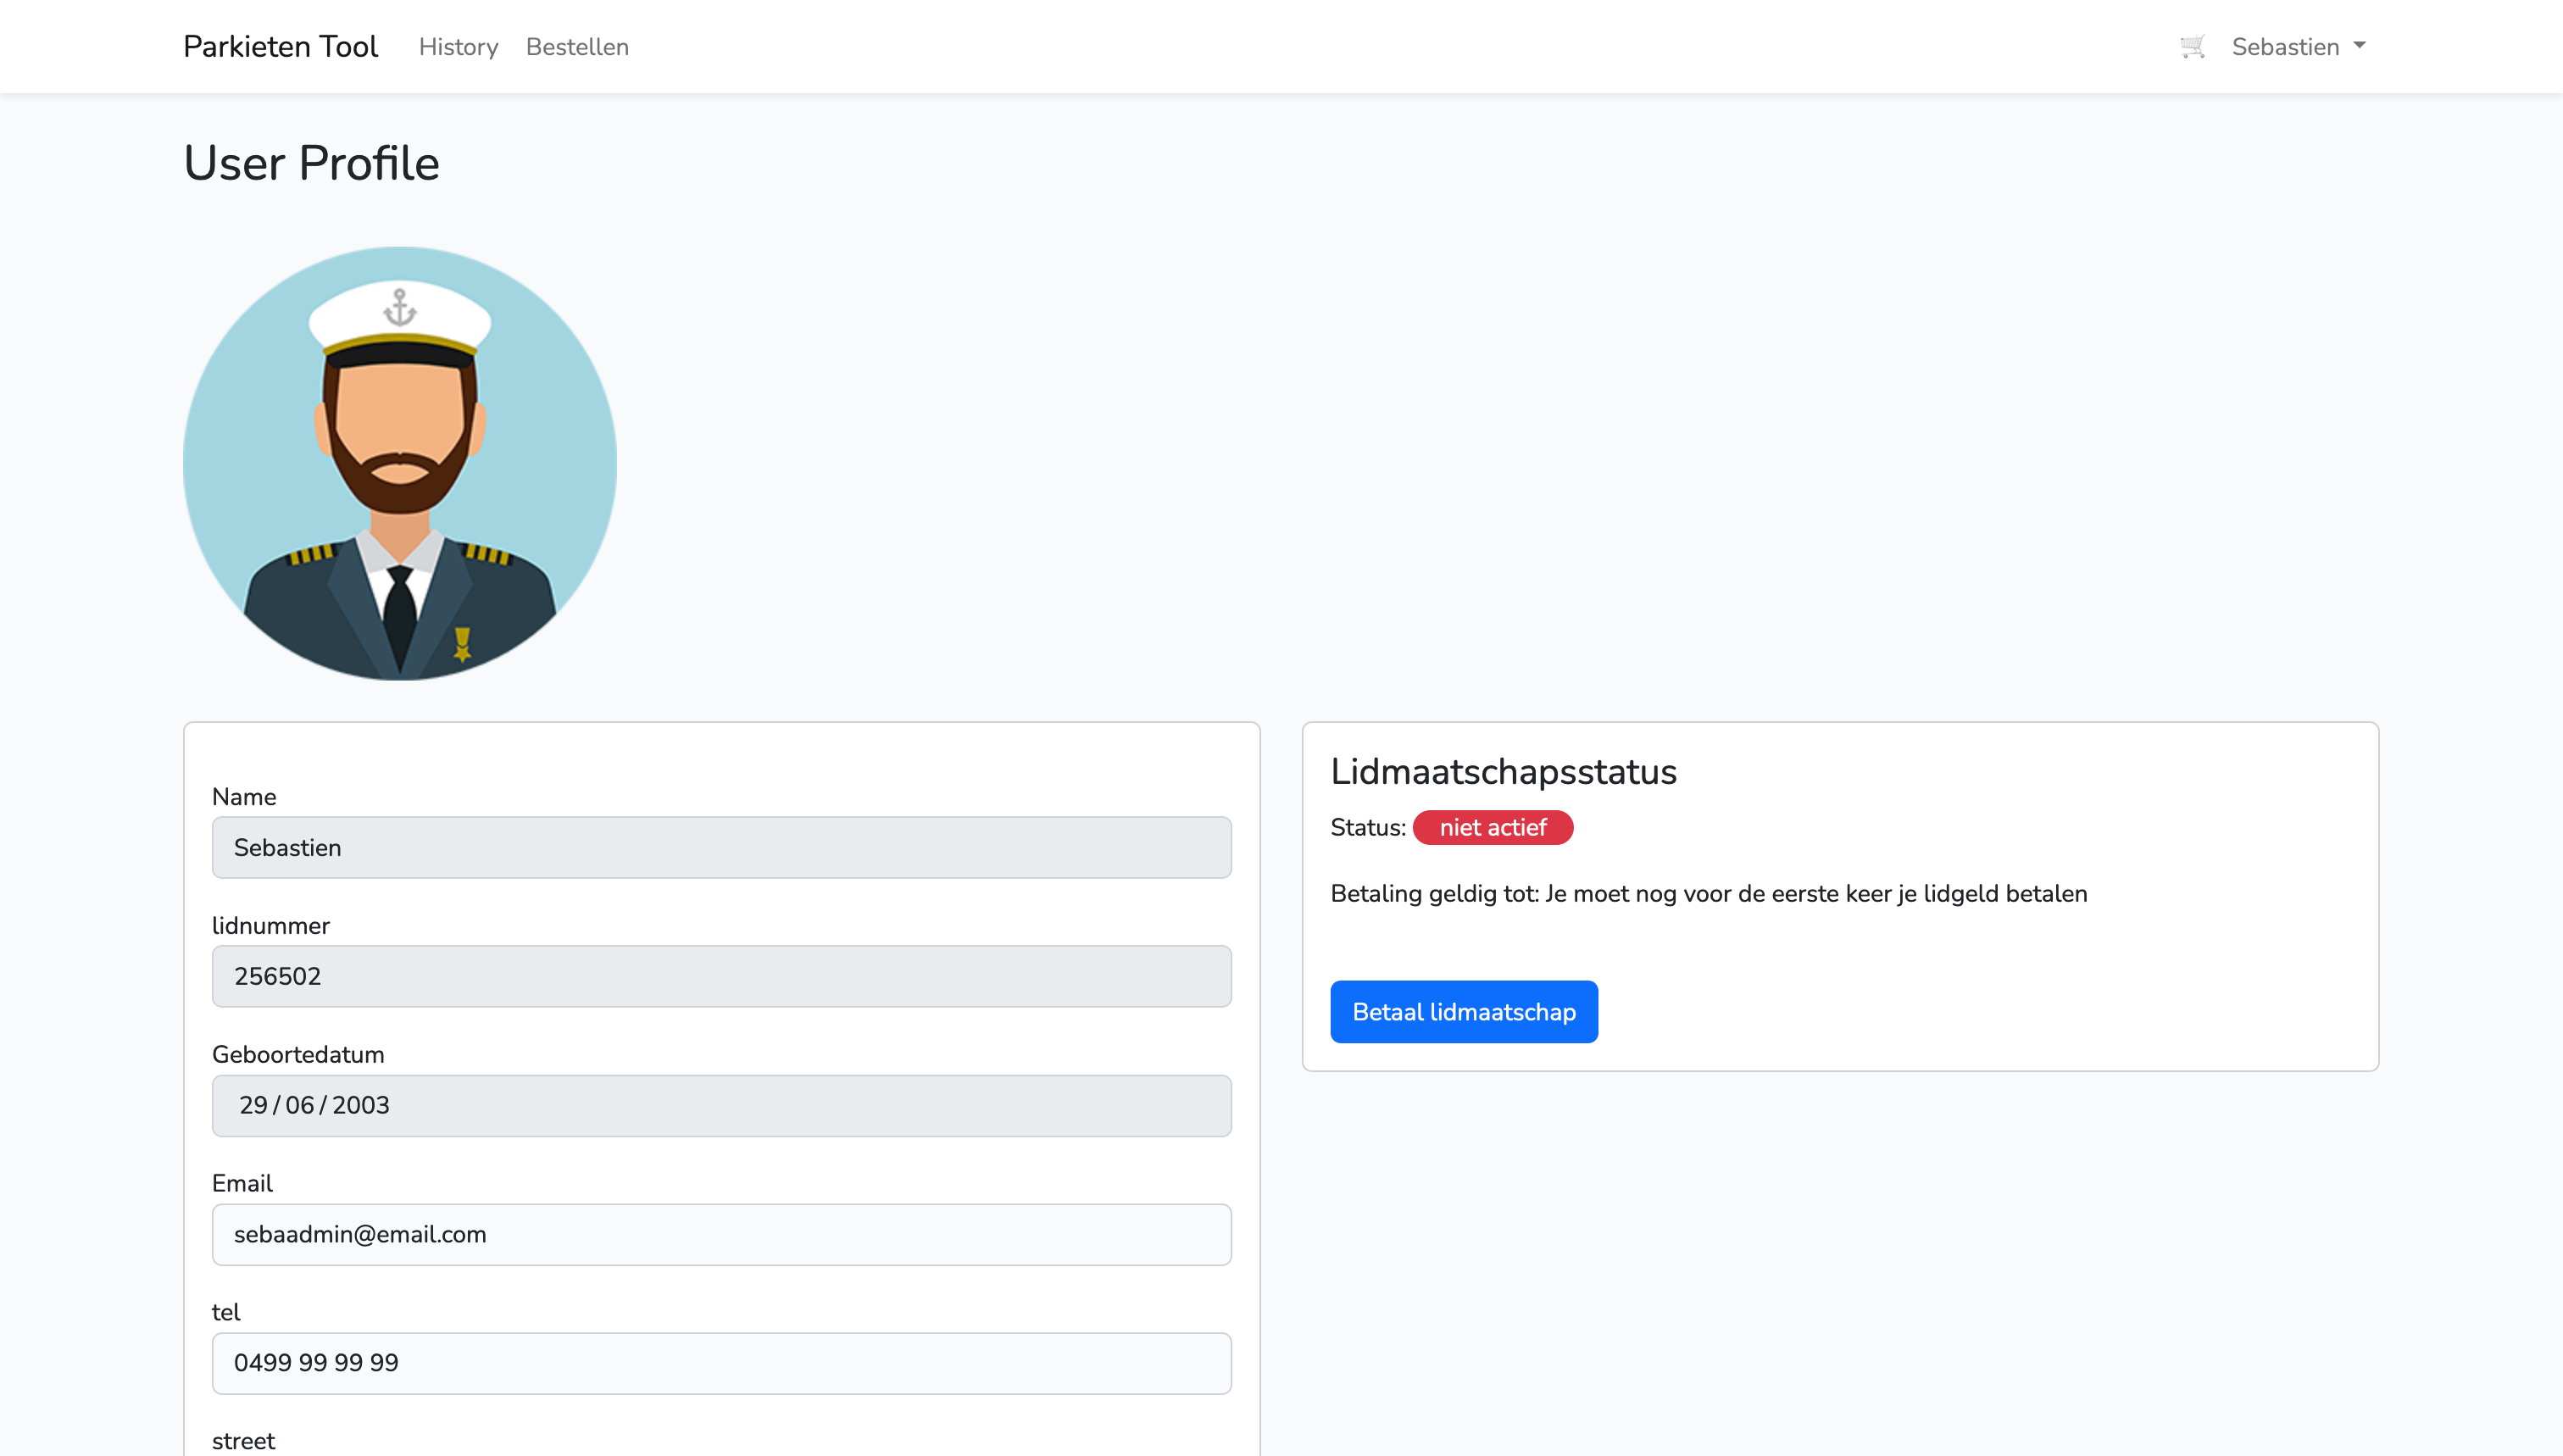 Parkieten Tool History Bestellen Sebastien
User Profile
Name
Sebastien
lidnummer
256502
Geboortedatum
29 / 06 / 2003
Email
sebaadmin@email.com
tel
0499 99 99 99
street
Lidmaatschapsstatus
Status: niet actief
Betaling geldig tot: Je moet nog voor de eerste keer je lidgeld betalen
Betaal lidmaatschap